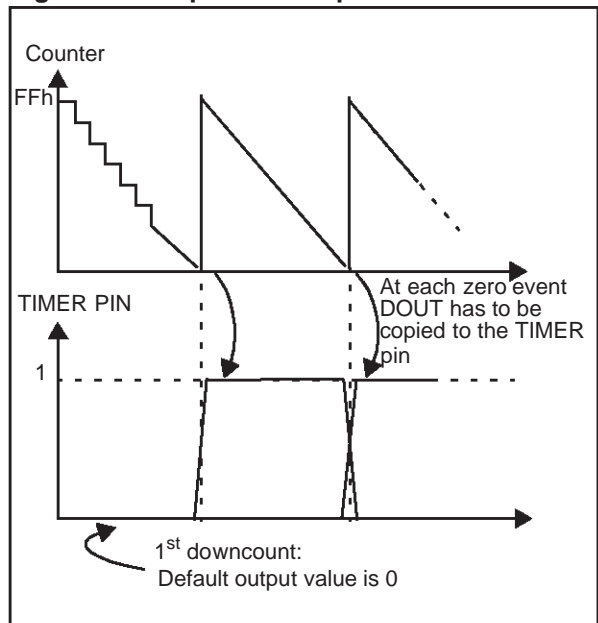 Counter
FFh
At each zero event
DOUT has to be
copied to the TIMER
pin
TIMER PIN
1
1st downcount:
Default output value is 0